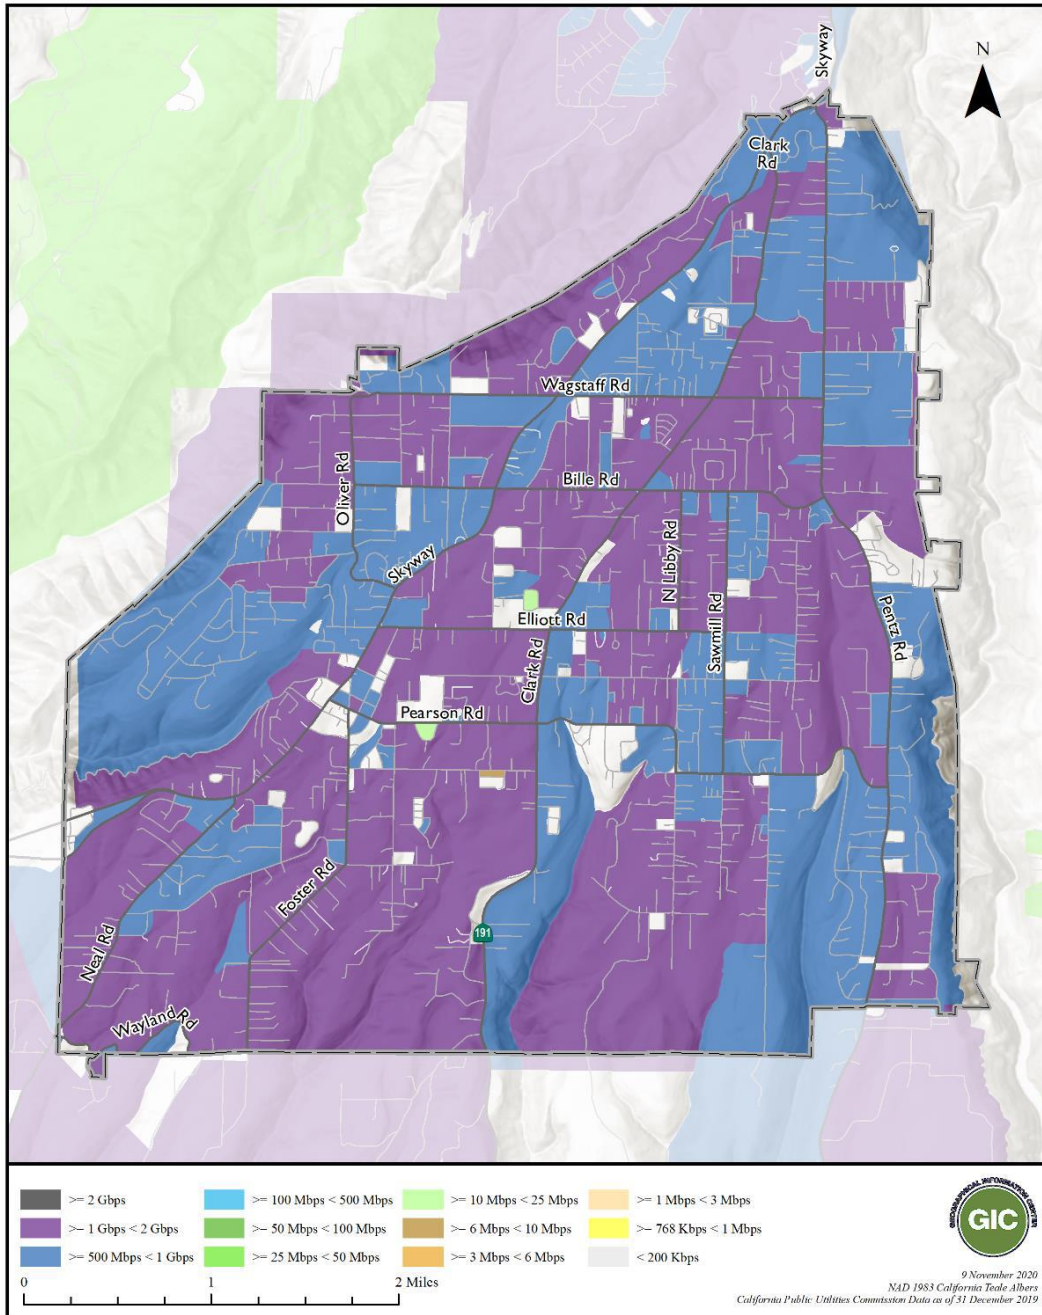 Skyway
N
Clark
Rd
Wagstaff Rd
Oliver Rd
Bille Rd
Skyway
N Libby Rd
Elliott Rd
Sawmill Rd
Pentz Rd
Clark Rd
Pearson Rd
Foster Rd
191
Neal Rd
Wayland Rd
>= 2 Gbps
>= 100 Mbps < 500 Mbps
>= 10 Mbps < 25 Mbps
>= 1 Mbps < 3 Mbps
>= 1 Gbps < 2 Gbps
>= 50 Mbps < 100 Mbps
>= 6 Mbps < 10 Mbps
>= 768 Kbps < 1 Mbps
>= 500 Mbps < 1 Gbps
>= 25 Mbps < 50 Mbps
>= 3 Mbps < 6 Mbps
< 200 Kbps
GEOGRAPHICAL INFORMATION CENTER
GIC
0 1 2 Miles
9 November 2020
NAD 1983 California Teale Albers
California Public Utilities Commission Data as of 31 December 2019